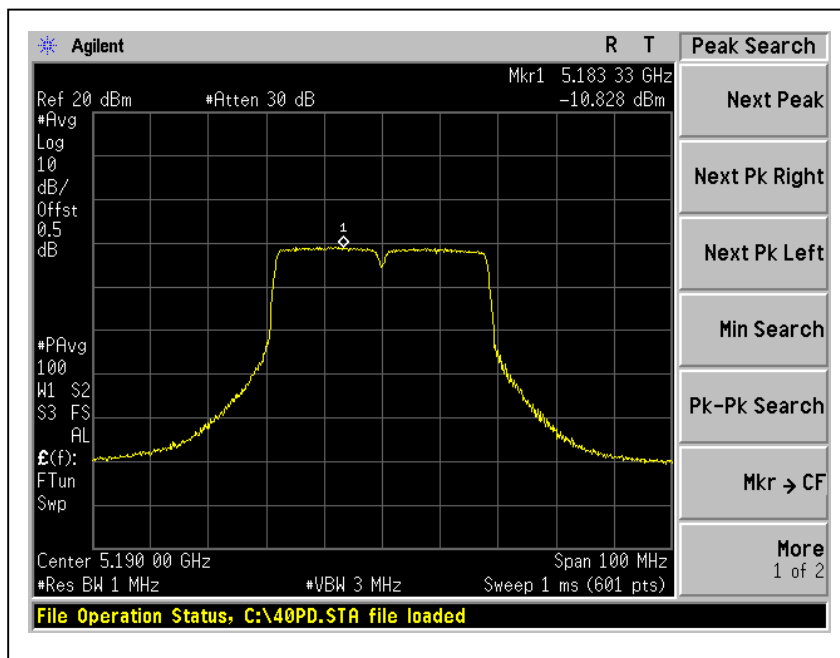 Agilent R T
Mkr1 5.183 33 GHz
Ref 20 dBm #Atten 30 dB -10.828 dBm
#Avg
Log
10
dB/
Offst
0.5
dB
1
#PAvg
100
W1 S2
S3 FS
AL
£(f):
FTun
Swp
Center 5.190 00 GHz Span 100 MHz
#Res BW 1 MHz #VBW 3 MHz Sweep 1 ms (601 pts)
File Operation Status, C:\40PD.STA file loaded
Peak Search
Next Peak
Next Pk Right
Next Pk Left
Min Search
Pk-Pk Search
Mkr → CF
More
1 of 2